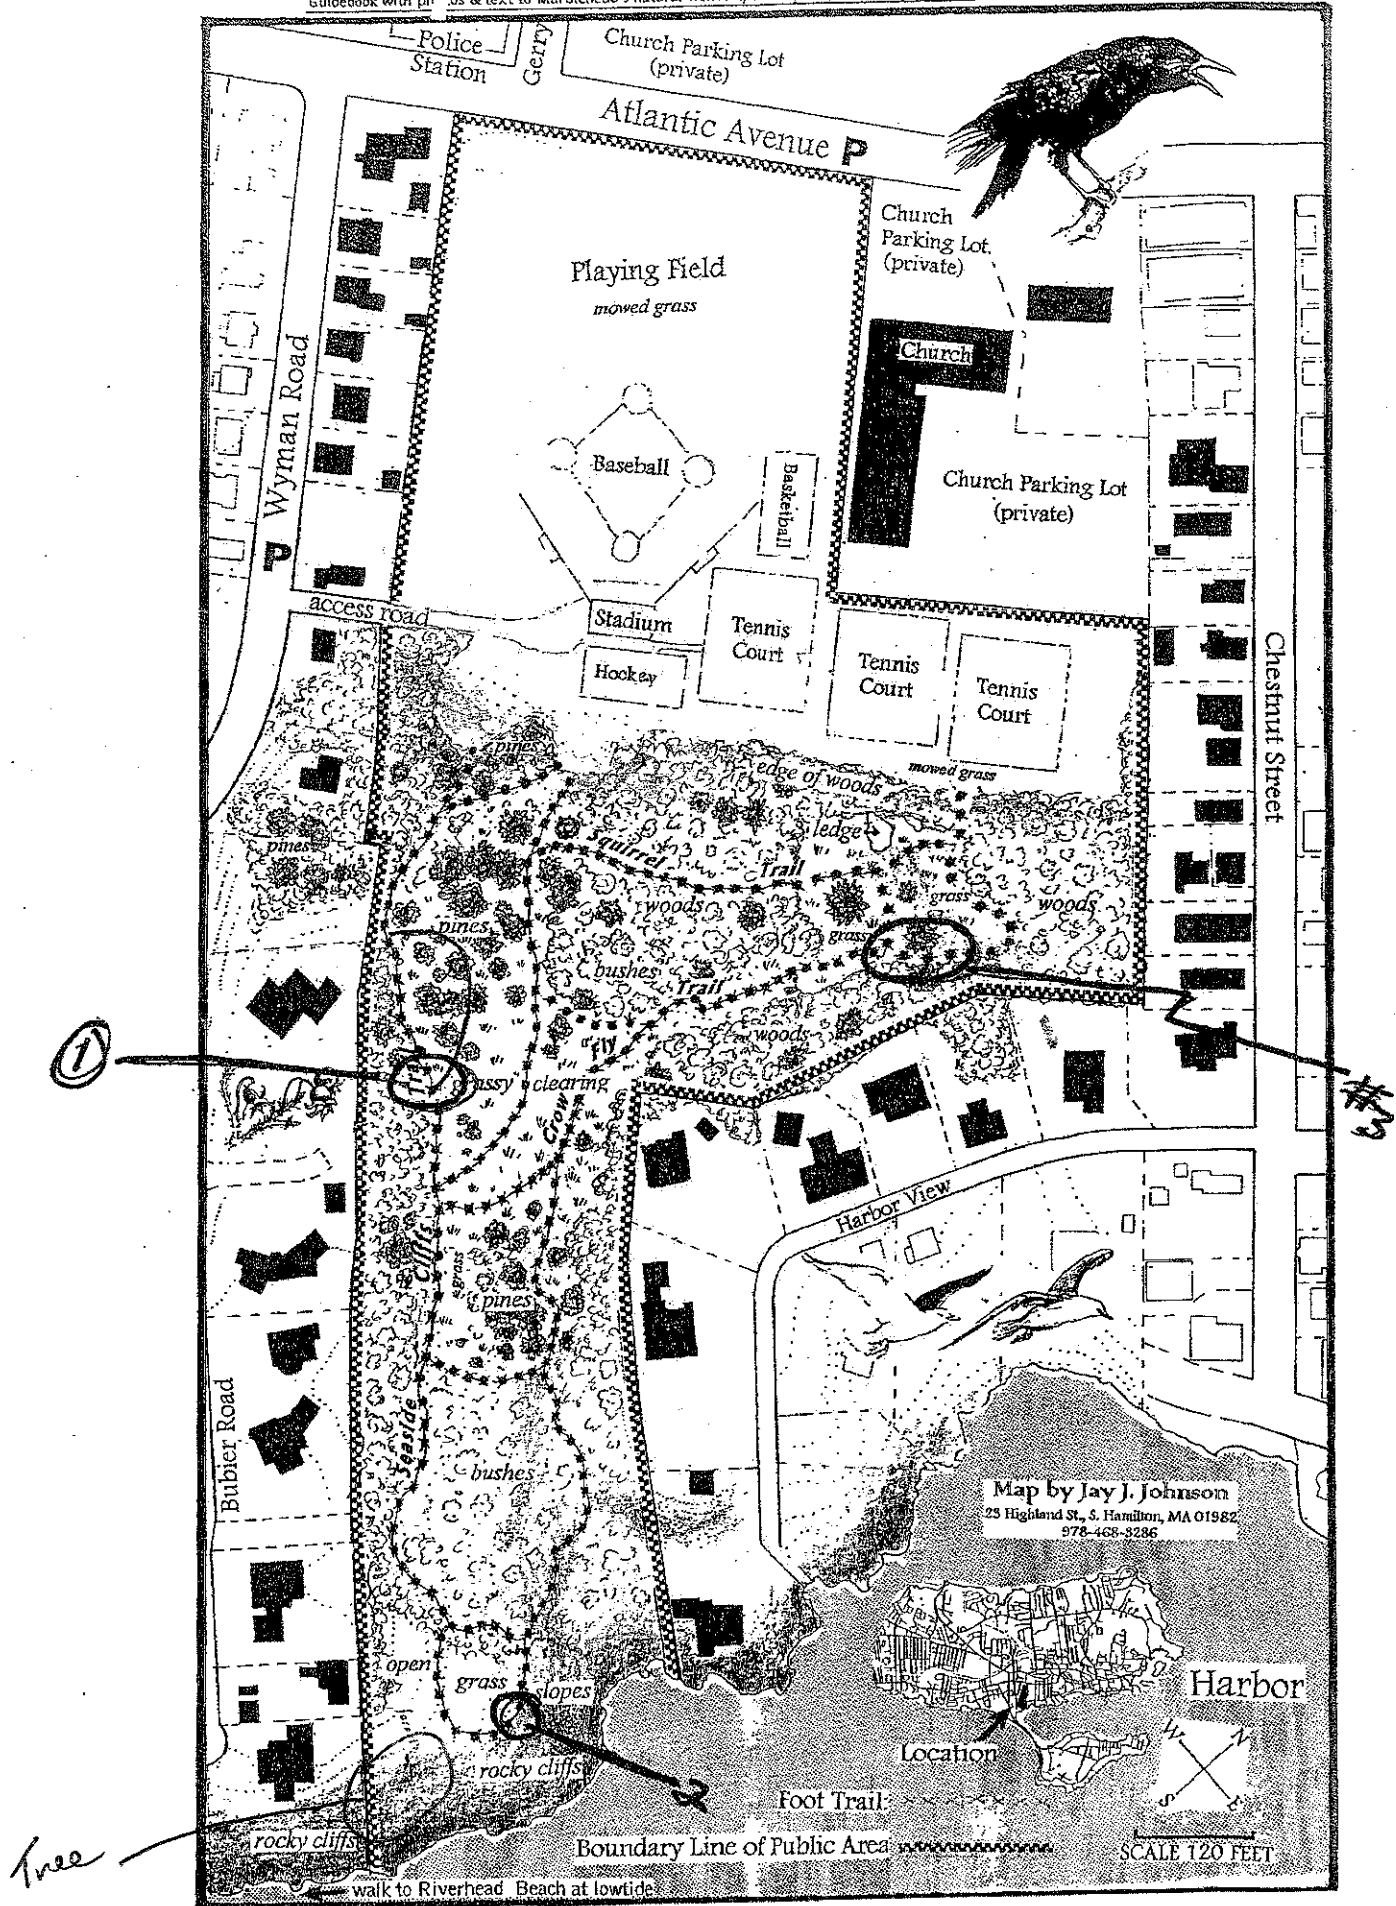 Police
Station
Gerry
Church Parking Lot
(private)
Atlantic Avenue P
Church
Parking Lot
(private)
Playing Field
mowed grass
Church
Wyman Road
P
Baseball
Basketball
Church Parking Lot
(private)
access road
Stadium
Tennis
Court
Hockey
Tennis
Court
Tennis
Court
Chestnut Street
pines
edge of woods
mowed grass
ledge
pines
Squirrel Trail
woods
grass
woods
pines
grass
bushes
Trail
woods
fly
①
Trail
grassy clearing
Crow
#3
Harbor View
Cliffs
grass
pines
Bubier Road
Seaside
bushes
Map by Jay J. Johnson
23 Highland St., S. Hamilton, MA 01982
978-468-3286
open
grass
slopes
Harbor
rocky cliffs
2
Location
W N
S E
Foot Trail:
rocky cliffs
Boundary Line of Public Area
SCALE 120 FEET
Tree
walk to Riverhead Beach at lowtide